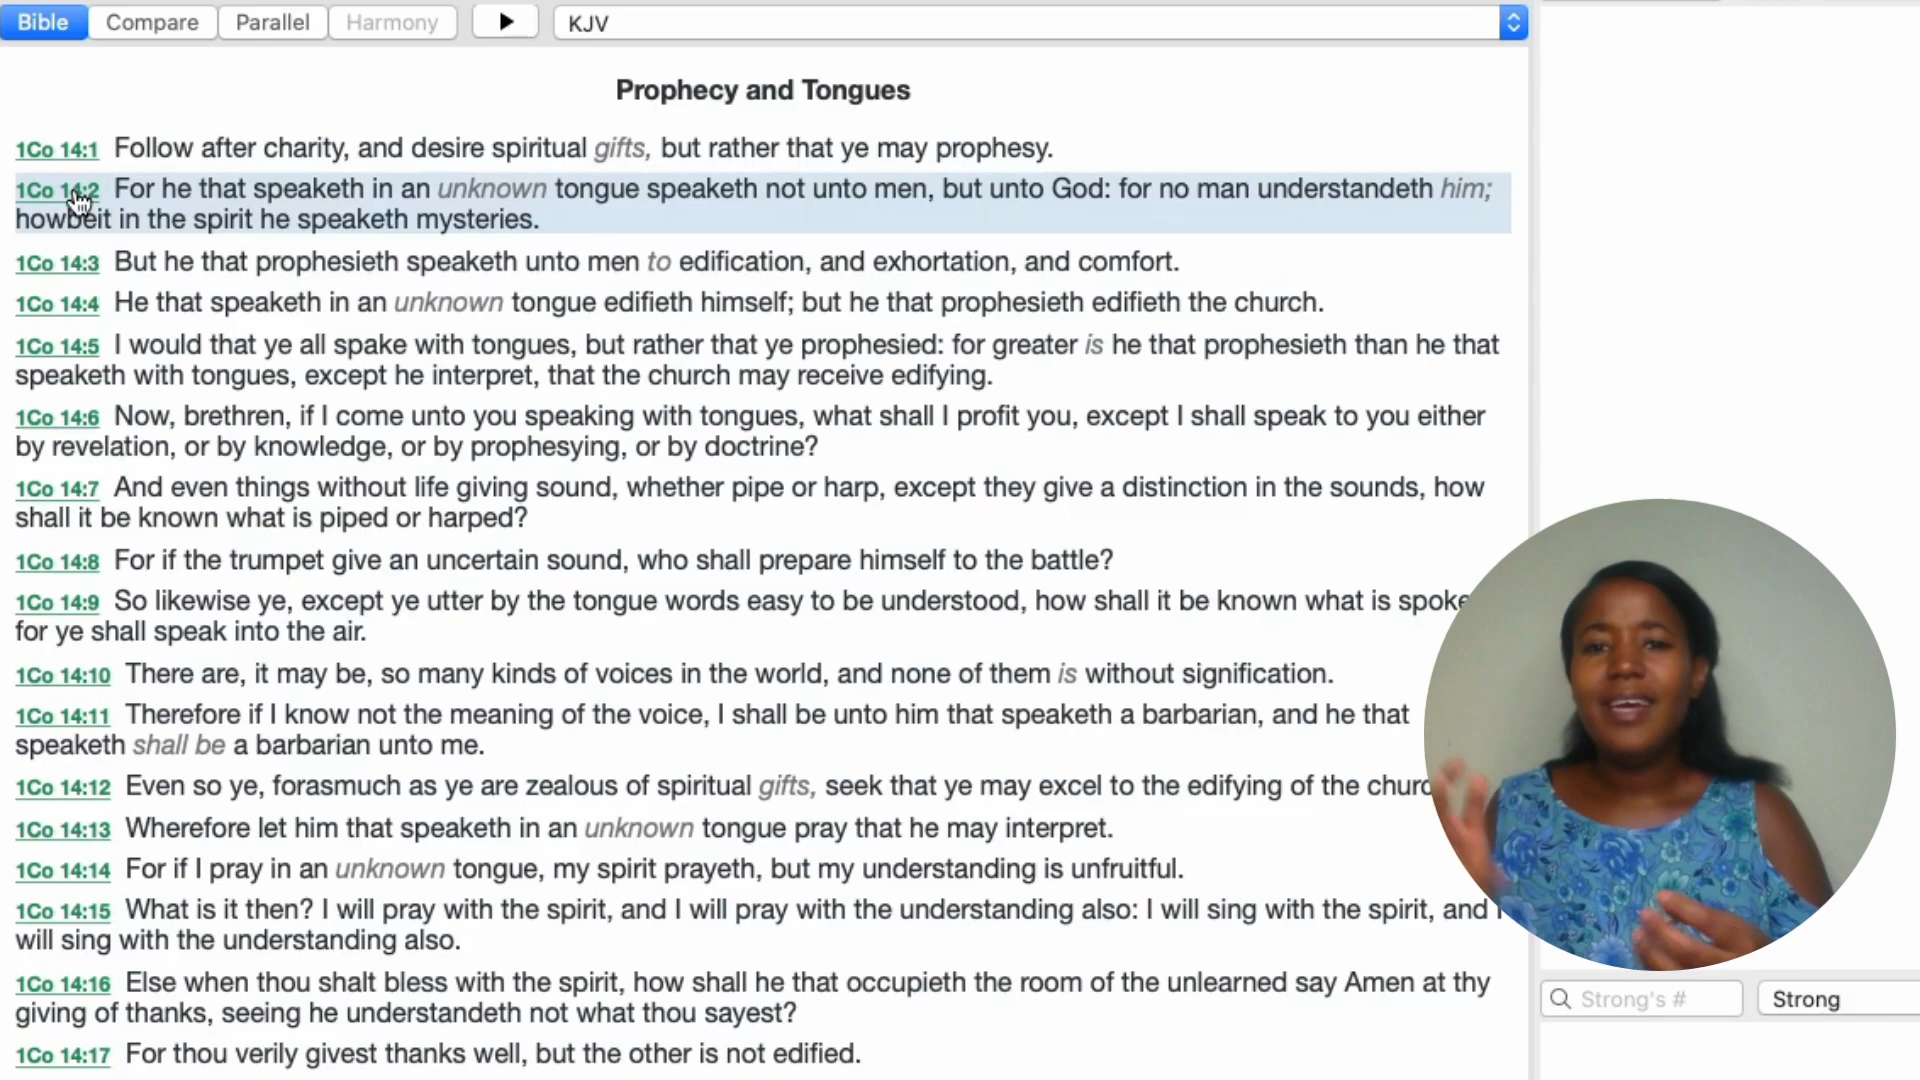 Bible Compare Parallel Harmony KJV
Prophecy and Tongues
1Co 14:1 Follow after charity, and desire spiritual gifts, but rather that ye may prophesy.
1Co 14:2 For he that speaketh in an unknown tongue speaketh not unto men, but unto God: for no man understandeth him;
howbeit in the spirit he speaketh mysteries.
1Co 14:3 But he that prophesieth speaketh unto men to edification, and exhortation, and comfort.
1Co 14:4 He that speaketh in an unknown tongue edifieth himself; but he that prophesieth edifieth the church.
1Co 14:5 I would that ye all spake with tongues, but rather that ye prophesied: for greater is he that prophesieth than he that
speaketh with tongues, except he interpret, that the church may receive edifying.
1Co 14:6 Now, brethren, if I come unto you speaking with tongues, what shall I profit you, except I shall speak to you either
by revelation, or by knowledge, or by prophesying, or by doctrine?
1Co 14:7 And even things without life giving sound, whether pipe or harp, except they give a distinction in the sounds, how
shall it be known what is piped or harped?
1Co 14:8 For if the trumpet give an uncertain sound, who shall prepare himself to the battle?
1Co 14:9 So likewise ye, except ye utter by the tongue words easy to be understood, how shall it be known what is spoke
for ye shall speak into the air.
1Co 14:10 There are, it may be, so many kinds of voices in the world, and none of them is without signification.
1Co 14:11 Therefore if I know not the meaning of the voice, I shall be unto him that speaketh a barbarian, and he that
speaketh shall be a barbarian unto me.
1Co 14:12 Even so ye, forasmuch as ye are zealous of spiritual gifts, seek that ye may excel to the edifying of the churc
1Co 14:13 Wherefore let him that speaketh in an unknown tongue pray that he may interpret.
1Co 14:14 For if I pray in an unknown tongue, my spirit prayeth, but my understanding is unfruitful.
1Co 14:15 What is it then? I will pray with the spirit, and I will pray with the understanding also: I will sing with the spirit, and I
will sing with the understanding also.
1Co 14:16 Else when thou shalt bless with the spirit, how shall he that occupieth the room of the unlearned say Amen at thy
giving of thanks, seeing he understandeth not what thou sayest?
1Co 14:17 For thou verily givest thanks well, but the other is not edified.
Strong's # Strong